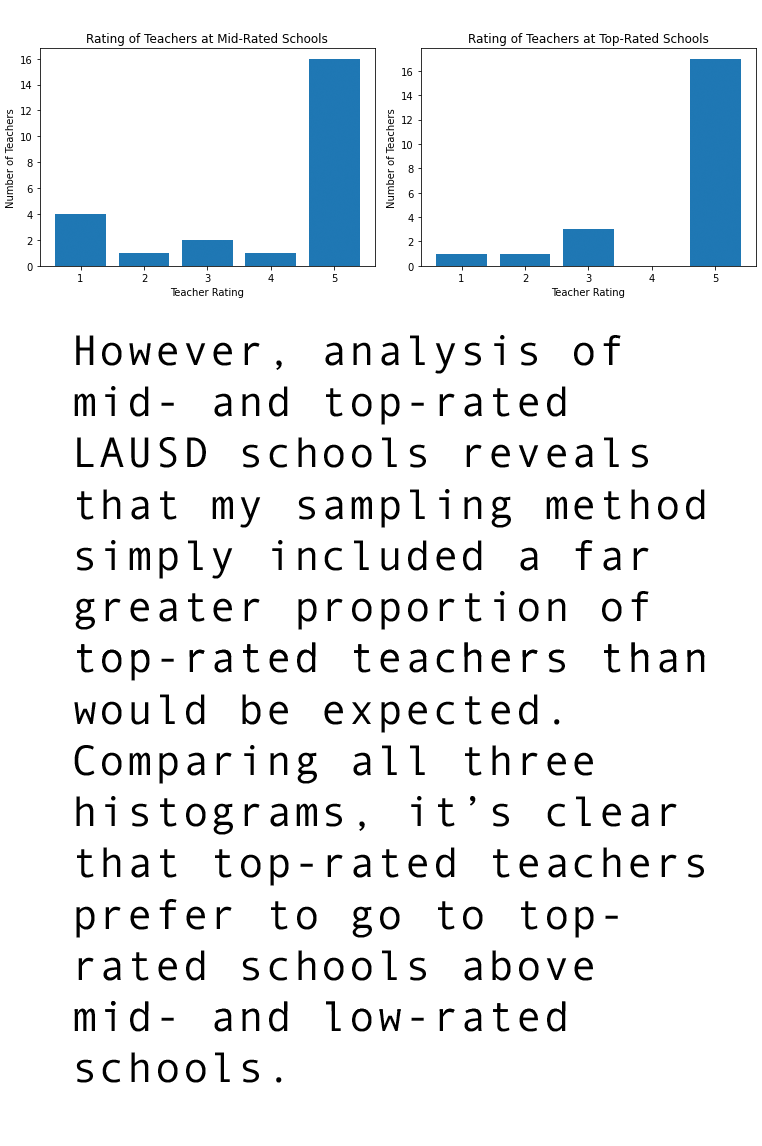 Rating of Teachers at Mid-Rated Schools
Number of Teachers
16
14
12
10
8
6
4
2
0
1 2 3 4 5
Teacher Rating
Rating of Teachers at Top-Rated Schools
Number of Teachers
16
14
12
10
8
6
4
2
0
1 2 3 4 5
Teacher Rating
However, analysis of
mid- and top-rated
LAUSD schools reveals
that my sampling method
simply included a far
greater proportion of
top-rated teachers than
would be expected.
Comparing all three
histograms, it’s clear
that top-rated teachers
prefer to go to top-
rated schools above
mid- and low-rated
schools.